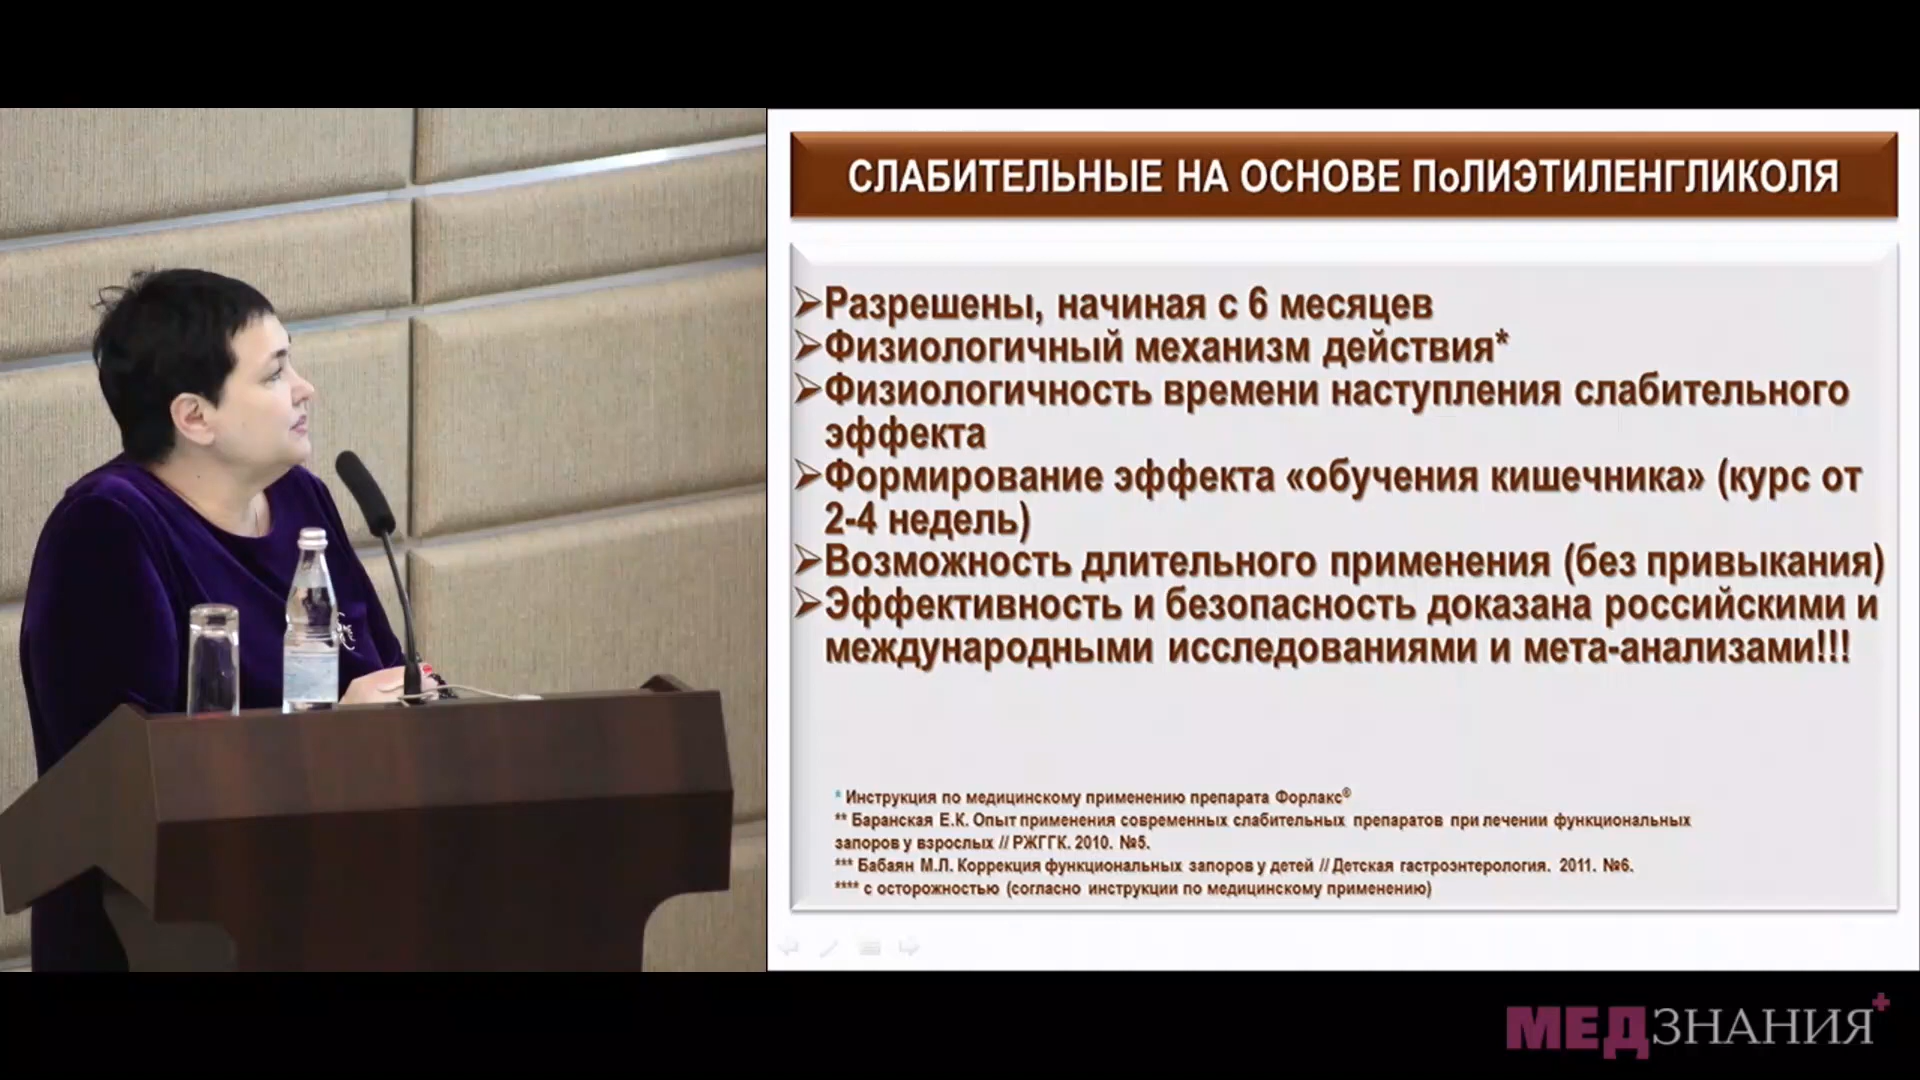 СЛАБИТЕЛЬНЫЕ НА ОСНОВЕ ПоЛИЭТИЛЕНГЛИКОЛЯ
➢Разрешены, начиная с 6 месяцев
➢Физиологичный механизм действия*
➢Физиологичность времени наступления слабительного
эффекта
➢Формирование эффекта «обучения кишечника» (курс от
2-4 недель)
➢Возможность длительного применения (без привыкания)
➢Эффективность и безопасность доказана российскими и
международными исследованиями и мета-анализами!!!
* Инструкция по медицинскому применению препарата Форлакс®
** Баранская Е.К. Опыт применения современных слабительных препаратов при лечении функциональных
запоров у взрослых // РЖГГК. 2010. №5.
*** Бабаян М.Л. Коррекция функциональных запоров у детей // Детская гастроэнтерология. 2011. №6.
**** с осторожностью (согласно инструкции по медицинскому применению)
МЕДЗНАНИЯ+